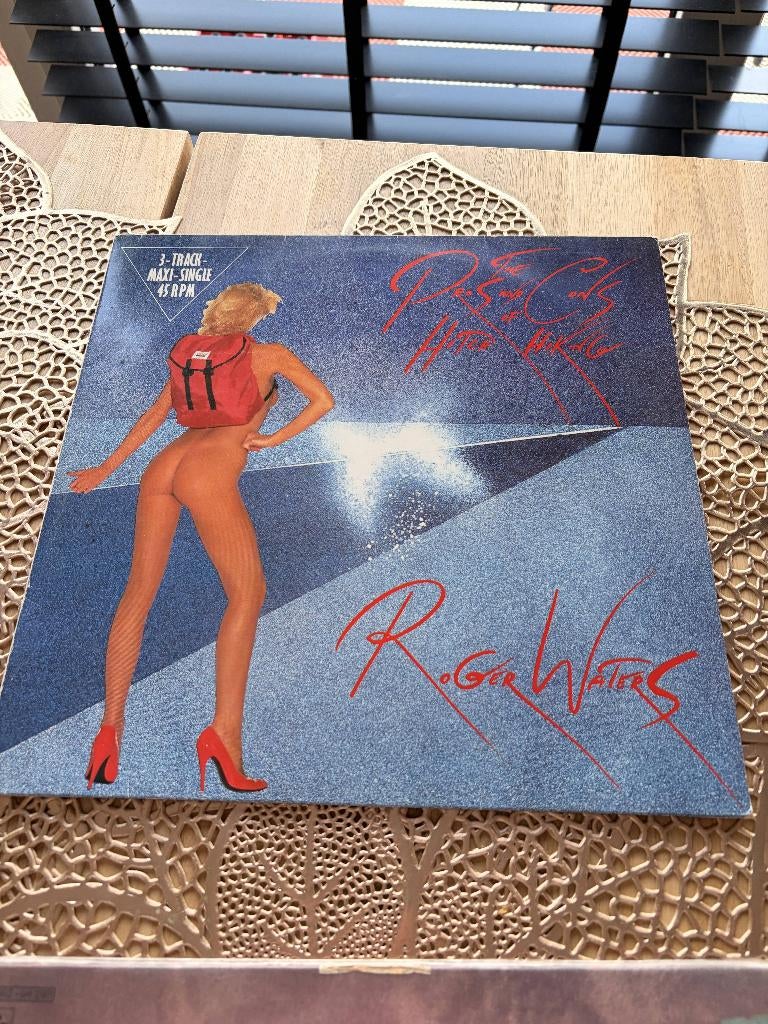 3-TRACK-
MAXI-SINGLE
45 RPM
THE
PROS AND CONS
OF
HITCH HIKING
ROGER WATERS